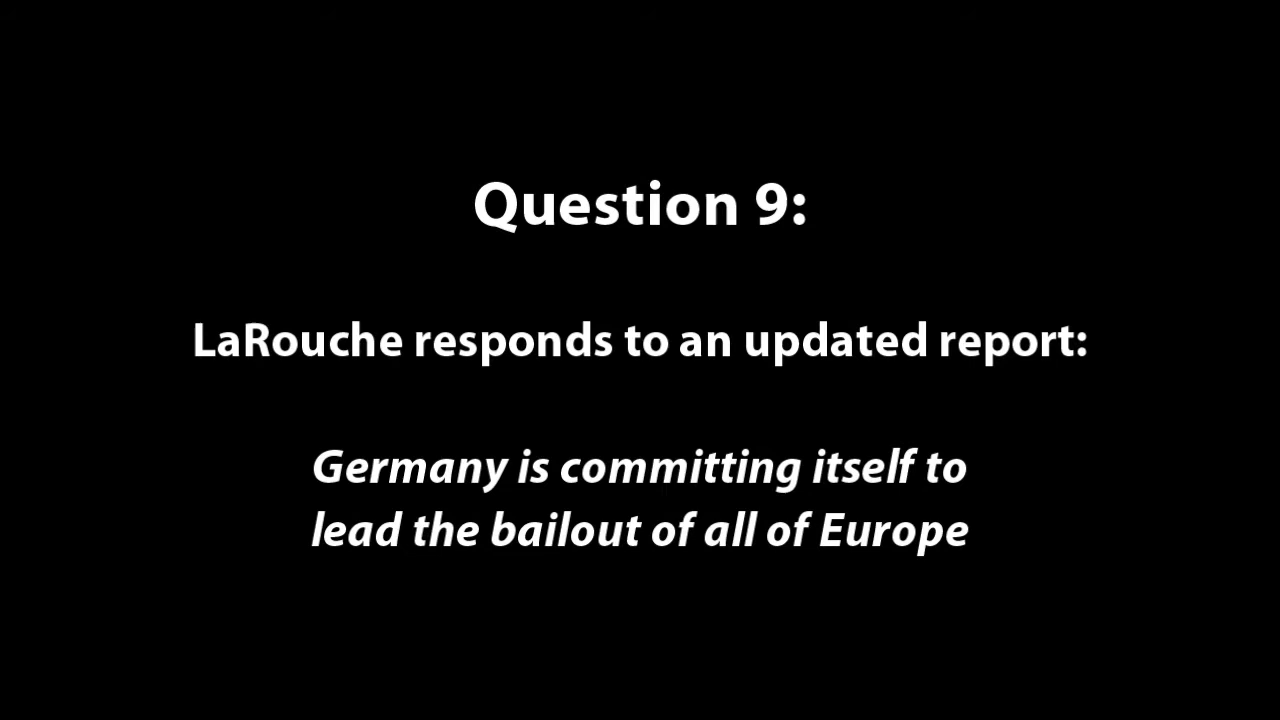 Question 9:
LaRouche responds to an updated report:
Germany is committing itself to
lead the bailout of all of Europe